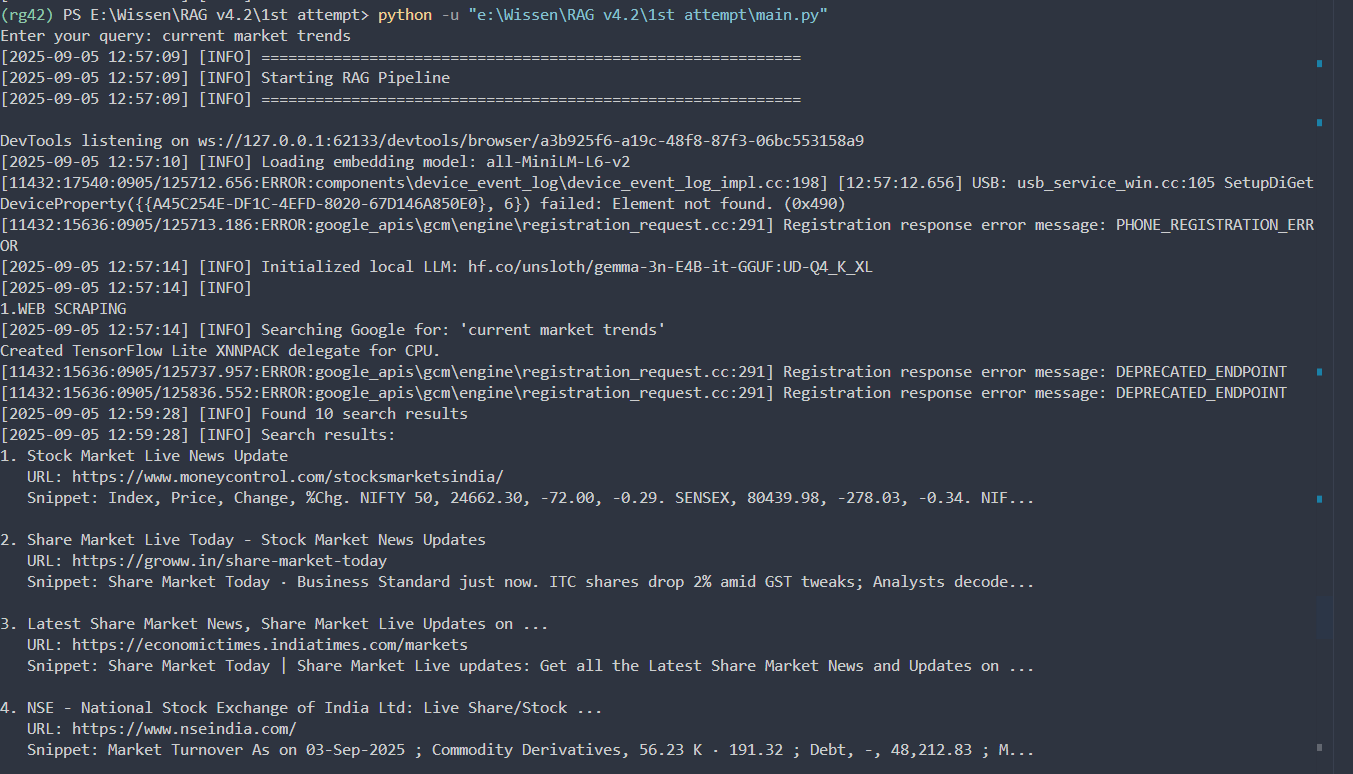 (rg42) PS E:\Wissen\RAG v4.2\1st attempt> python -u "e:\Wissen\RAG v4.2\1st attempt\main.py"
Enter your query: current market trends
[2025-09-05 12:57:09] [INFO] ============================================================
[2025-09-05 12:57:09] [INFO] Starting RAG Pipeline
[2025-09-05 12:57:09] [INFO] ============================================================
DevTools listening on ws://127.0.0.1:62133/devtools/browser/a3b925f6-a19c-48f8-87f3-06bc553158a9
[2025-09-05 12:57:10] [INFO] Loading embedding model: all-MiniLM-L6-v2
[11432:17540:0905/125712.656:ERROR:components\device_event_log\device_event_log_impl.cc:198] [12:57:12.656] USB: usb_service_win.cc:105 SetupDiGet
DeviceProperty({{A45C254E-DF1C-4EFD-8020-67D146A850E0}, 6}) failed: Element not found. (0x490)
[11432:15636:0905/125713.186:ERROR:google_apis\gcm\engine\registration_request.cc:291] Registration response error message: PHONE_REGISTRATION_ERR
OR
[2025-09-05 12:57:14] [INFO] Initialized local LLM: hf.co/unsloth/gemma-3n-E4B-it-GGUF:UD-Q4_K_XL
[2025-09-05 12:57:14] [INFO]
1.WEB SCRAPING
[2025-09-05 12:57:14] [INFO] Searching Google for: 'current market trends'
Created TensorFlow Lite XNNPACK delegate for CPU.
[11432:15636:0905/125737.957:ERROR:google_apis\gcm\engine\registration_request.cc:291] Registration response error message: DEPRECATED_ENDPOINT
[11432:15636:0905/125836.552:ERROR:google_apis\gcm\engine\registration_request.cc:291] Registration response error message: DEPRECATED_ENDPOINT
[2025-09-05 12:59:28] [INFO] Found 10 search results
[2025-09-05 12:59:28] [INFO] Search results:
1. Stock Market Live News Update
URL: https://www.moneycontrol.com/stocksmarketsindia/
Snippet: Index, Price, Change, %Chg. NIFTY 50, 24662.30, -72.00, -0.29. SENSEX, 80439.98, -278.03, -0.34. NIF...
2. Share Market Live Today - Stock Market News Updates
URL: https://groww.in/share-market-today
Snippet: Share Market Today · Business Standard just now. ITC shares drop 2% amid GST tweaks; Analysts decode...
3. Latest Share Market News, Share Market Live Updates on ...
URL: https://economictimes.indiatimes.com/markets
Snippet: Share Market Today | Share Market Live updates: Get all the Latest Share Market News and Updates on ...
4. NSE - National Stock Exchange of India Ltd: Live Share/Stock ...
URL: https://www.nseindia.com/
Snippet: Market Turnover As on 03-Sep-2025 ; Commodity Derivatives, 56.23 K · 191.32 ; Debt, -, 48,212.83 ; M...